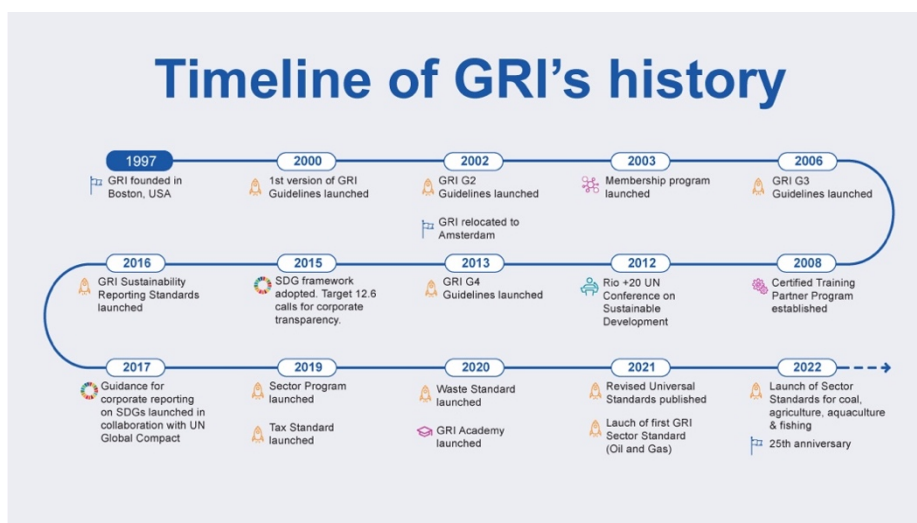 Timeline of GRI's history
1997
GRI founded in
Boston, USA
2000
1st version of GRI
Guidelines launched
2002
GRI G2
Guidelines launched
GRI relocated to
Amsterdam
2003
Membership program
launched
2006
GRI G3
Guidelines launched
2016
GRI Sustainability
Reporting Standards
launched
2015
SDG framework
adopted. Target 12.6
calls for corporate
transparency.
2013
GRI G4
Guidelines launched
2012
Rio +20 UN
Conference on
Sustainable
Development
2008
Certified Training
Partner Program
established
2017
Guidance for
corporate reporting
on SDGs launched in
collaboration with UN
Global Compact
2019
Sector Program
launched
Tax Standard
launched
2020
Waste Standard
launched
GRI Academy
launched
2021
Revised Universal
Standards published
Lauch of first GRI
Sector Standard
(Oil and Gas)
2022
Launch of Sector
Standards for coal,
agriculture, aquaculture
& fishing
25th anniversary